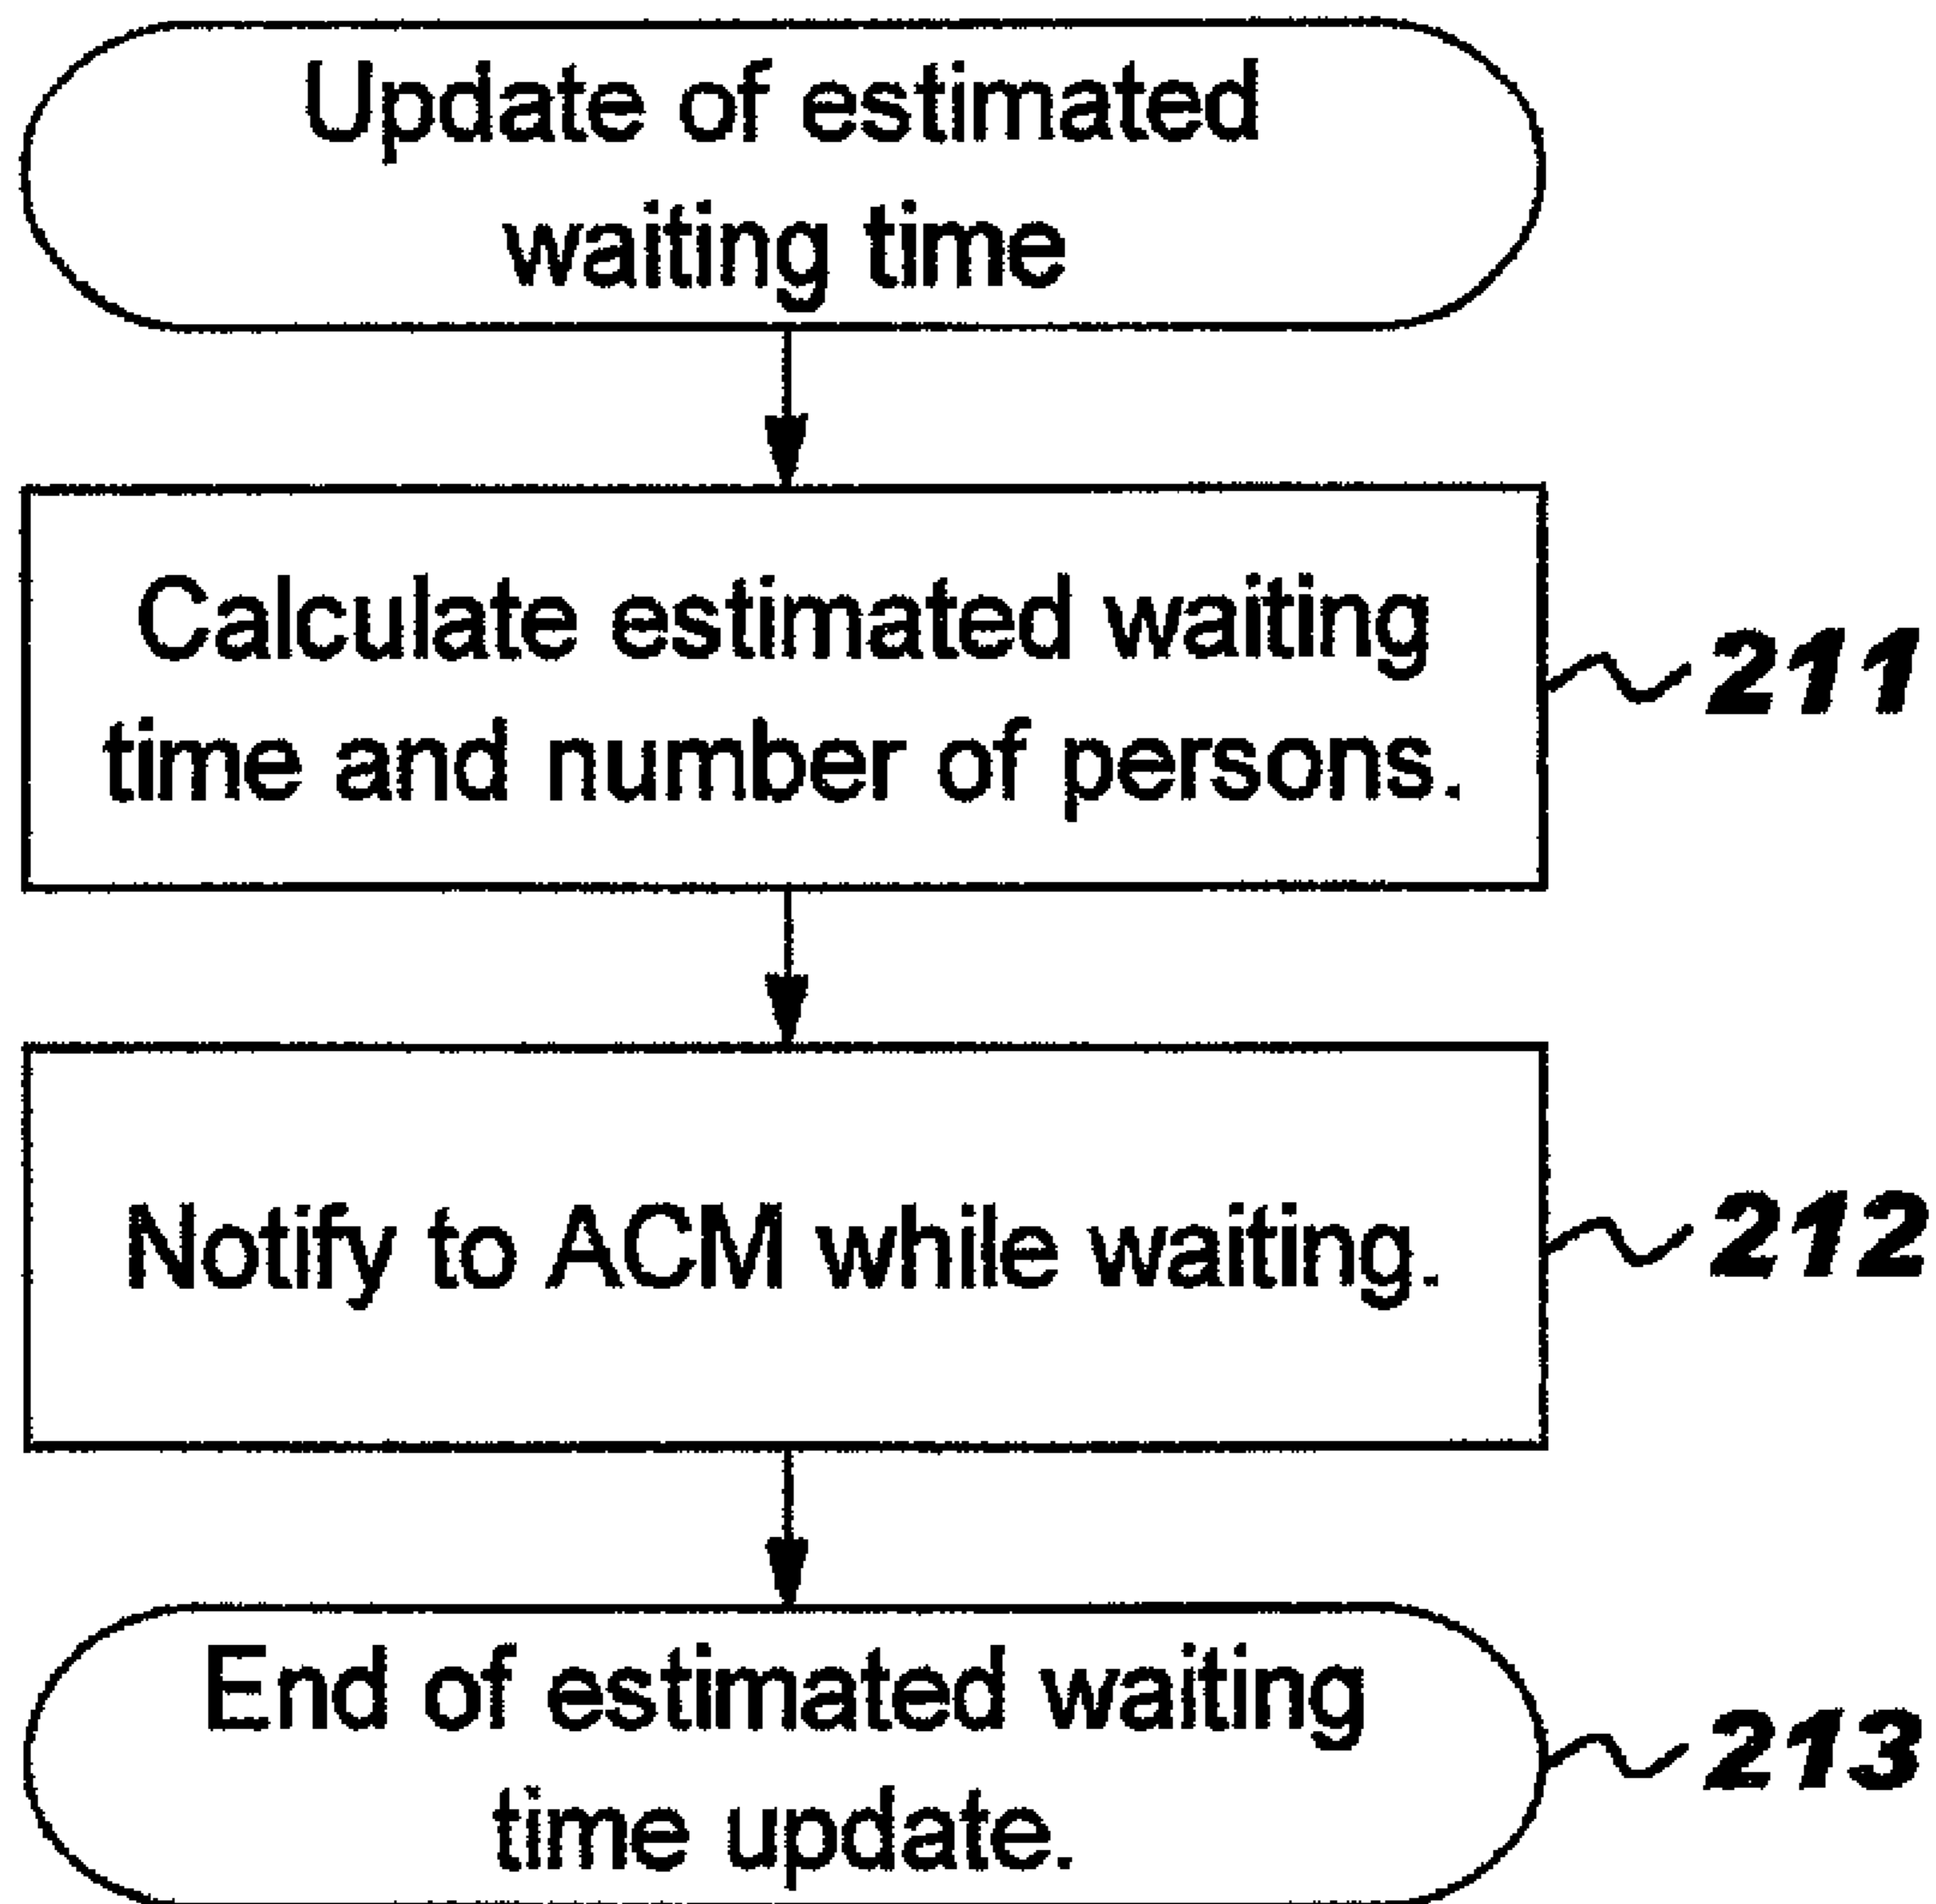 Update of estimated
waiting time
Calculate estimated waiting
time and number of persons.
211
Notify to ACM while waiting.
212
End of estimated waiting
time update.
213